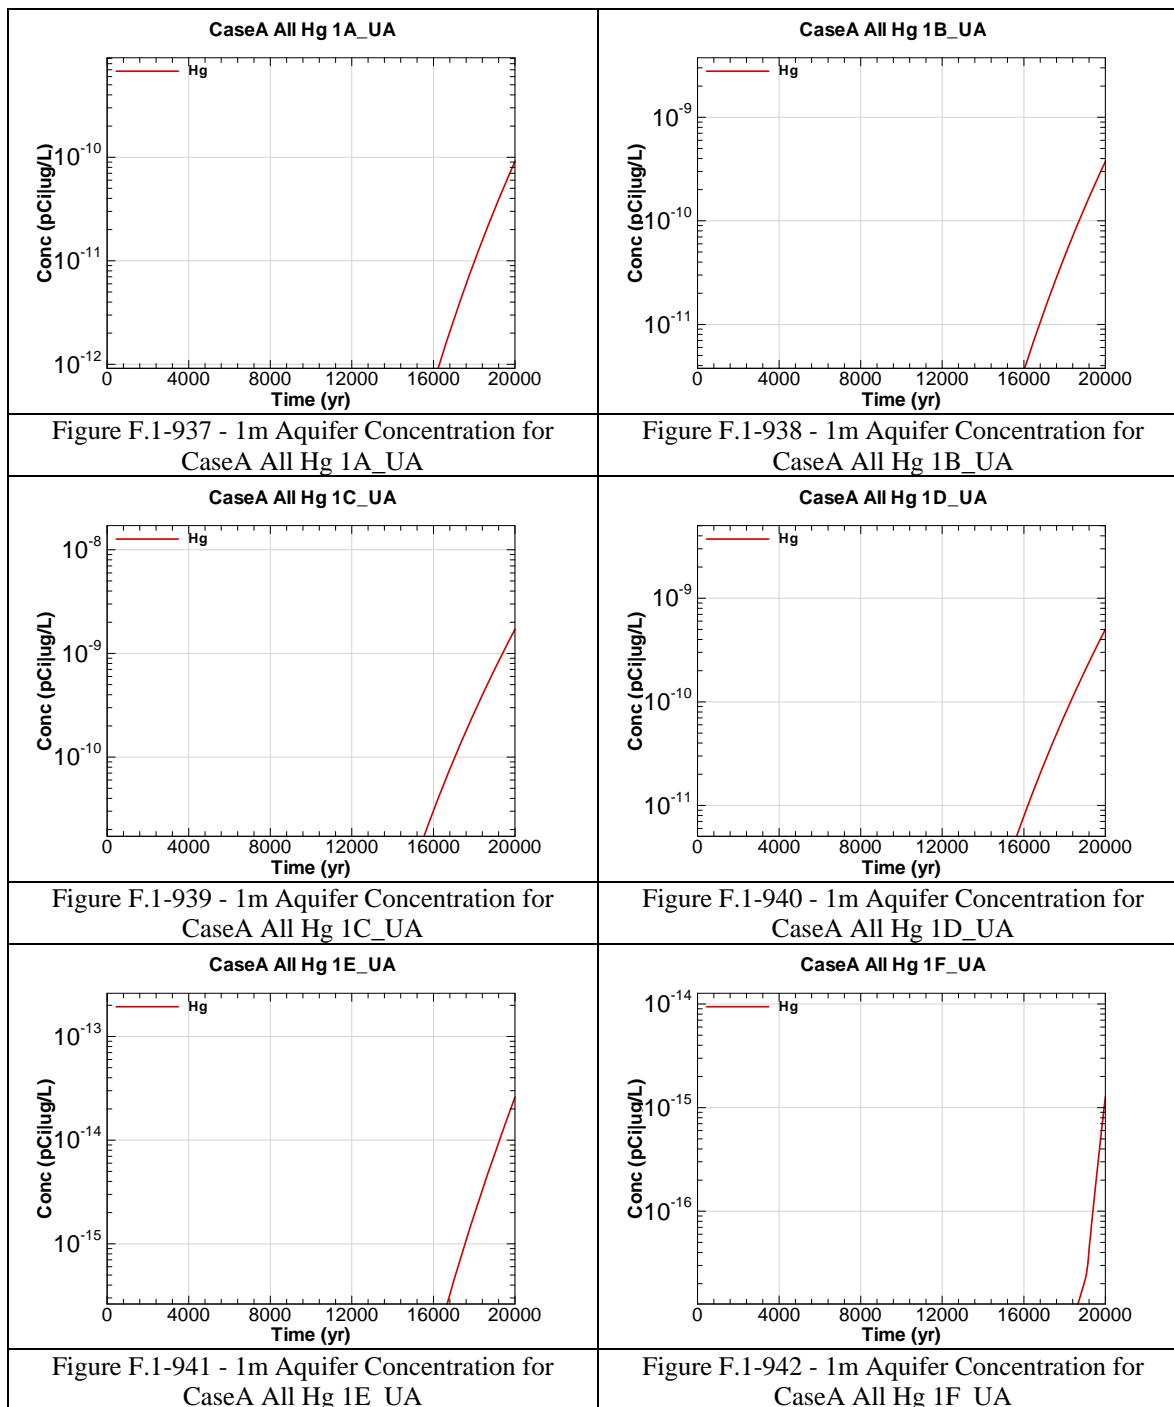 CaseA All Hg 1A_UA
Hg
10-10
10-11
10-12
Conc (pCi|ug/L)
0 4000 8000 12000 16000 20000
Time (yr)
Figure F.1-937 - 1m Aquifer Concentration for
CaseA All Hg 1A_UA
CaseA All Hg 1B_UA
Hg
10-9
10-10
10-11
Conc (pCi|ug/L)
0 4000 8000 12000 16000 20000
Time (yr)
Figure F.1-938 - 1m Aquifer Concentration for
CaseA All Hg 1B_UA
CaseA All Hg 1C_UA
Hg
10-8
10-9
10-10
Conc (pCi|ug/L)
0 4000 8000 12000 16000 20000
Time (yr)
Figure F.1-939 - 1m Aquifer Concentration for
CaseA All Hg 1C_UA
CaseA All Hg 1D_UA
Hg
10-9
10-10
10-11
Conc (pCi|ug/L)
0 4000 8000 12000 16000 20000
Time (yr)
Figure F.1-940 - 1m Aquifer Concentration for
CaseA All Hg 1D_UA
CaseA All Hg 1E_UA
Hg
10-13
10-14
10-15
Conc (pCi|ug/L)
0 4000 8000 12000 16000 20000
Time (yr)
Figure F.1-941 - 1m Aquifer Concentration for
CaseA All Hg 1E_UA
CaseA All Hg 1F_UA
Hg
10-14
10-15
10-16
Conc (pCi|ug/L)
0 4000 8000 12000 16000 20000
Time (yr)
Figure F.1-942 - 1m Aquifer Concentration for
CaseA All Hg 1F_UA